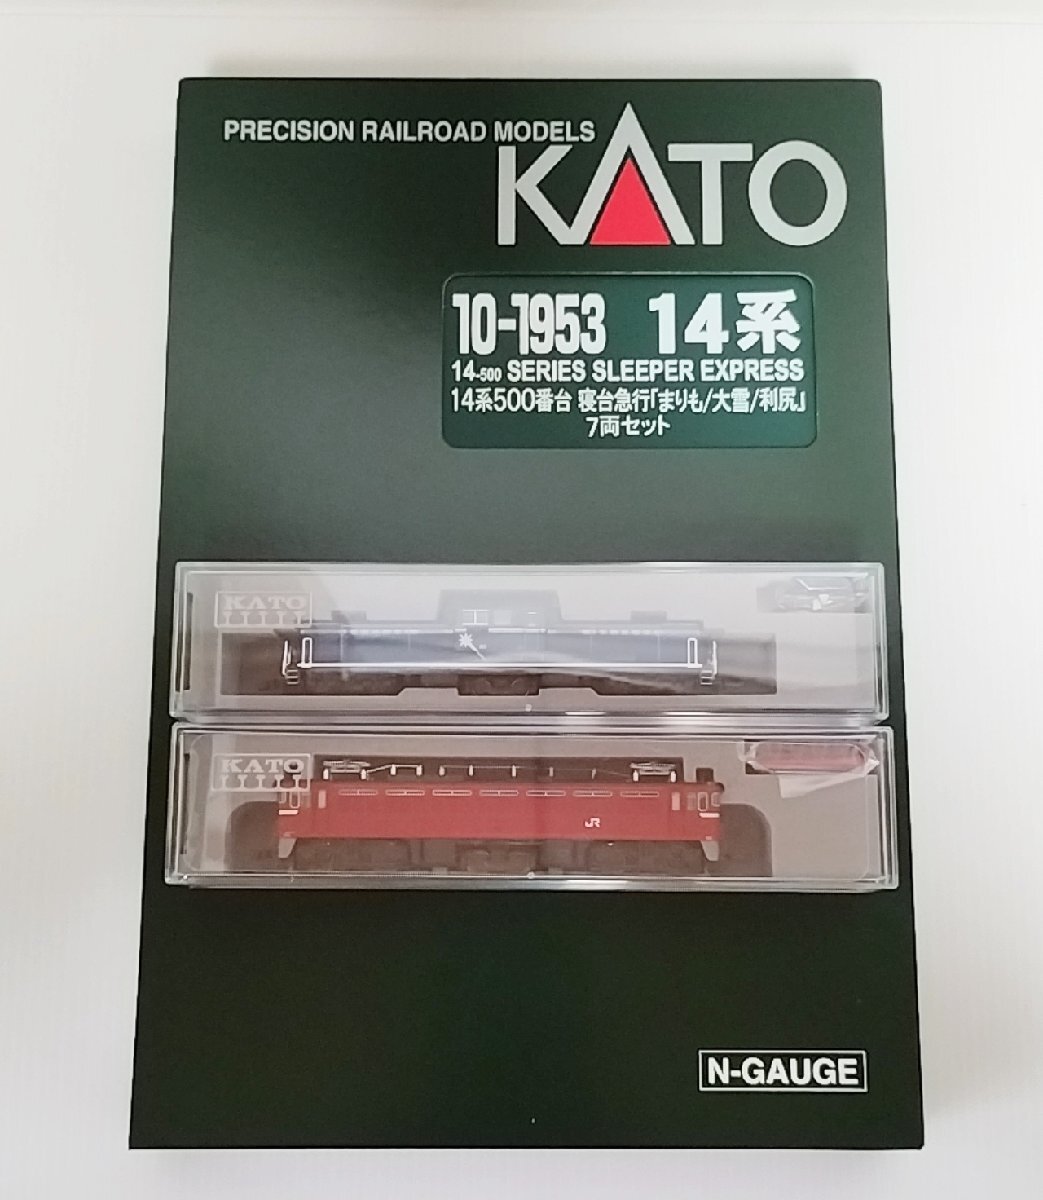 PRECISION RAILROAD MODELS
KATO
10-1953 14系
14-500 SERIES SLEEPER EXPRESS
14系500番台 寝台急行「まりも/大雪/利尻」
7両セット
KATO
KATO
JR
N-GAUGE